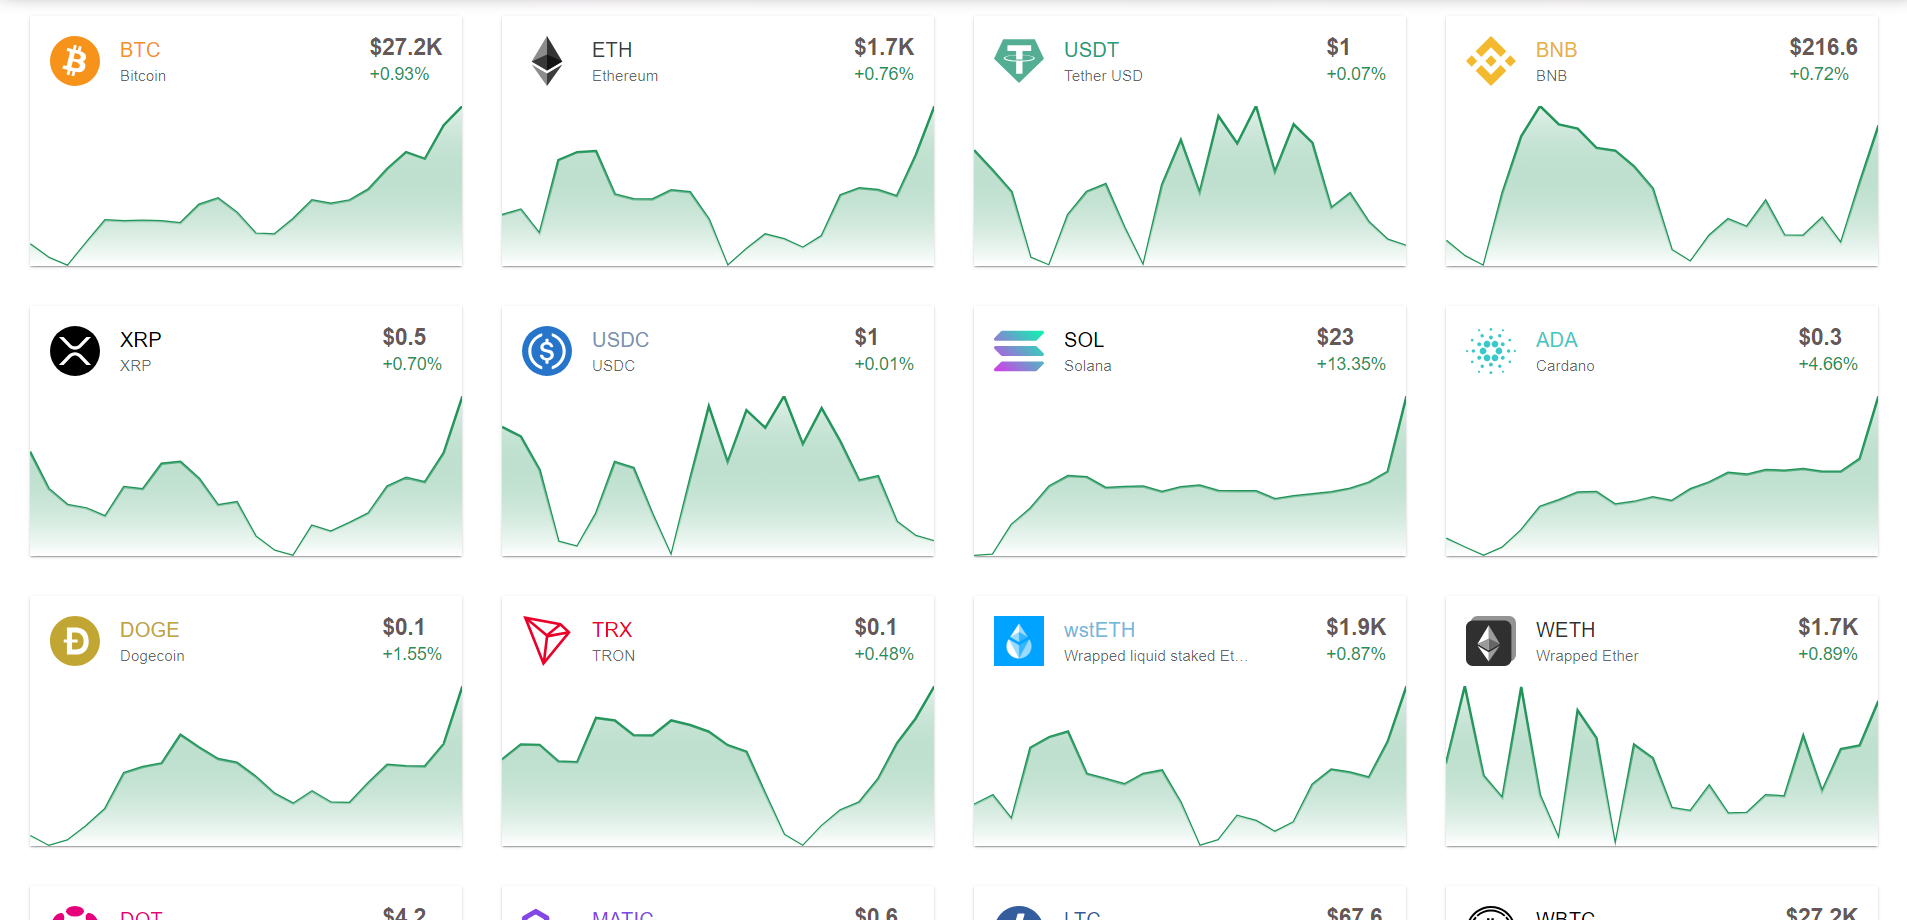 BTC
Bitcoin
$27.2K
+0.93%
ETH
Ethereum
$1.7K
+0.76%
USDT
Tether USD
$1
+0.07%
BNB
BNB
$216.6
+0.72%
XRP
XRP
$0.5
+0.70%
USDC
USDC
$1
+0.01%
SOL
Solana
$23
+13.35%
ADA
Cardano
$0.3
+4.66%
DOGE
Dogecoin
$0.1
+1.55%
TRX
TRON
$0.1
+0.48%
wstETH
Wrapped liquid staked Et...
$1.9K
+0.87%
WETH
Wrapped Ether
$1.7K
+0.89%
DOT
$4.2
MATIC
$0.6
LTC
$67.6
WBTC
$27.2K